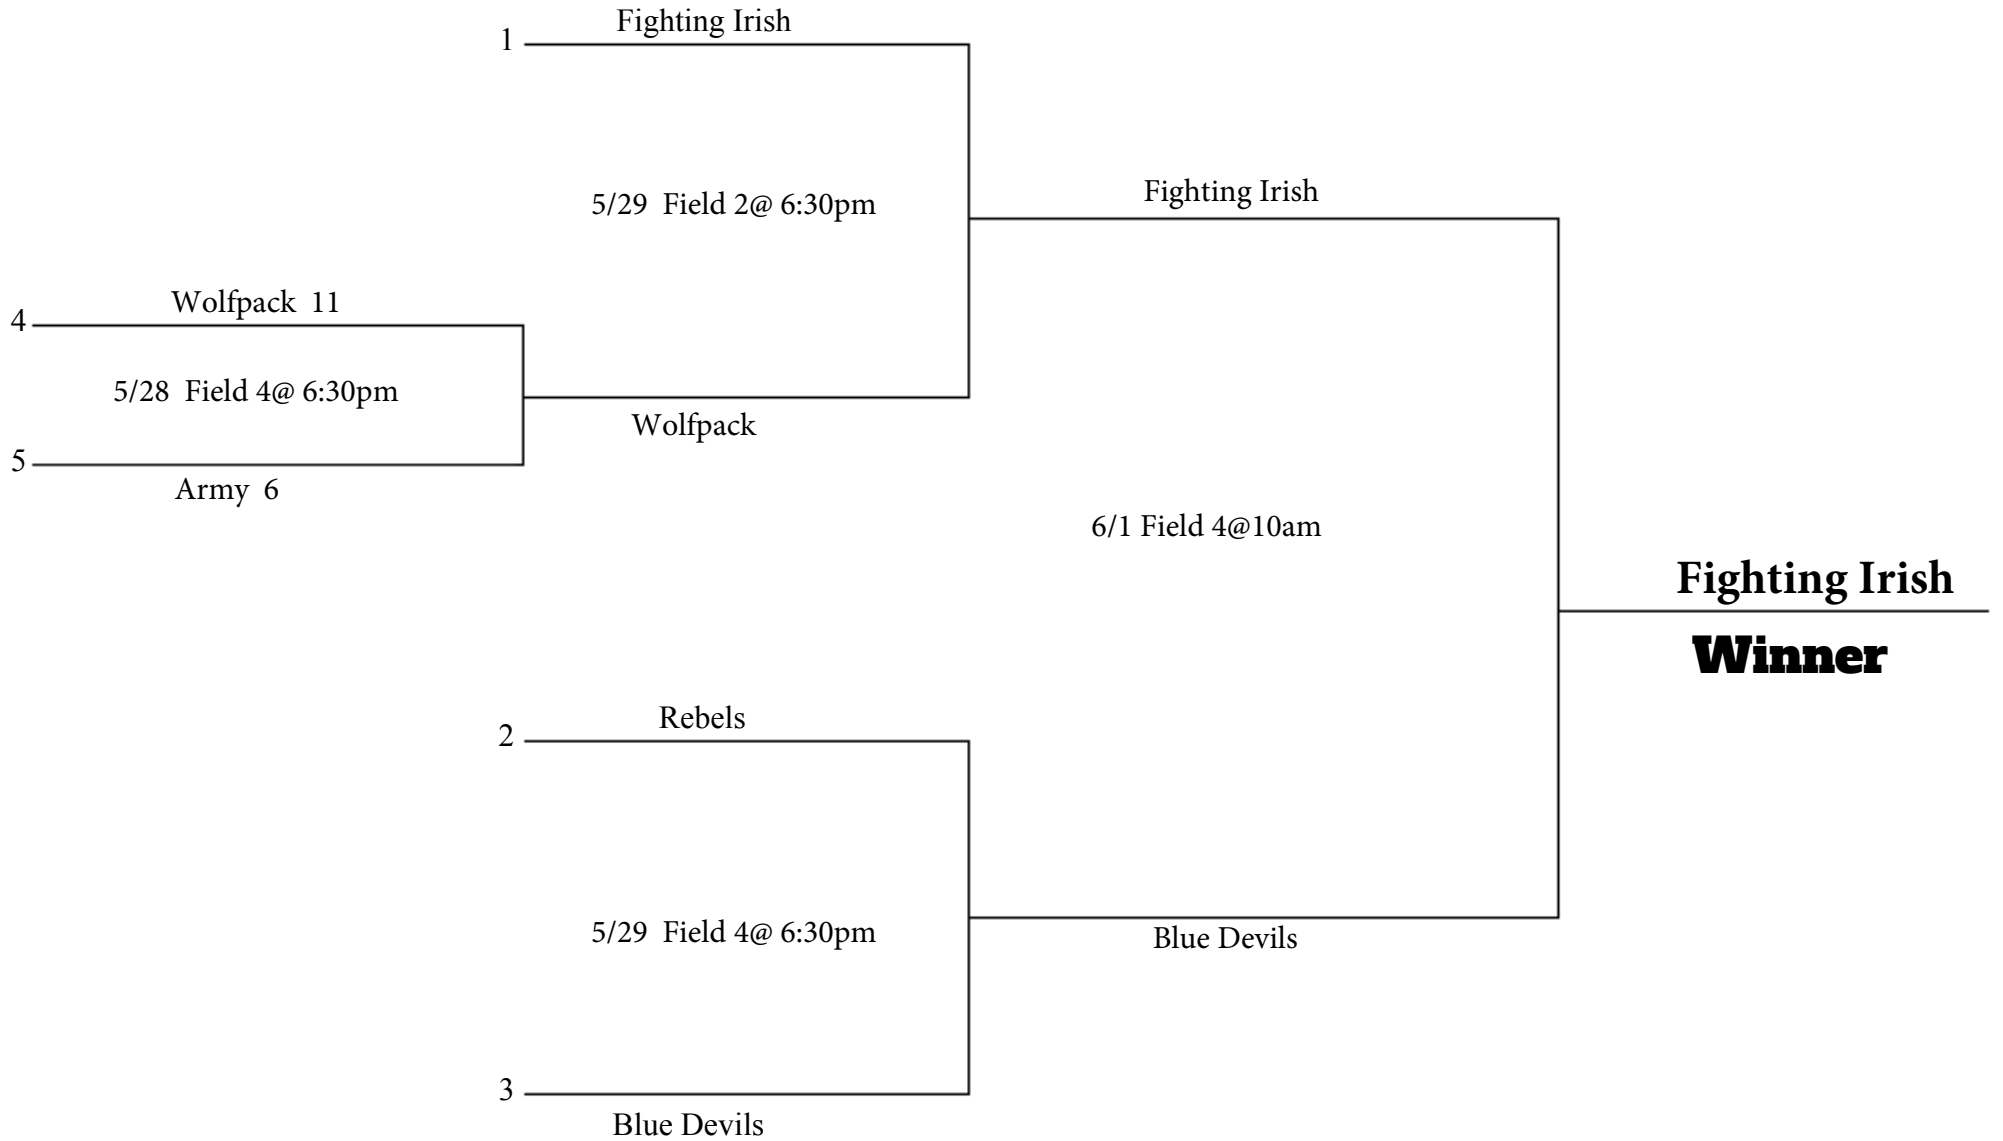 Fighting Irish
1
5/29 Field 2@ 6:30pm
Fighting Irish
Wolfpack 11
4
5/28 Field 4@ 6:30pm
Wolfpack
5
Army 6
6/1 Field 4@10am
Fighting Irish
Winner
Rebels
2
5/29 Field 4@ 6:30pm
Blue Devils
3
Blue Devils